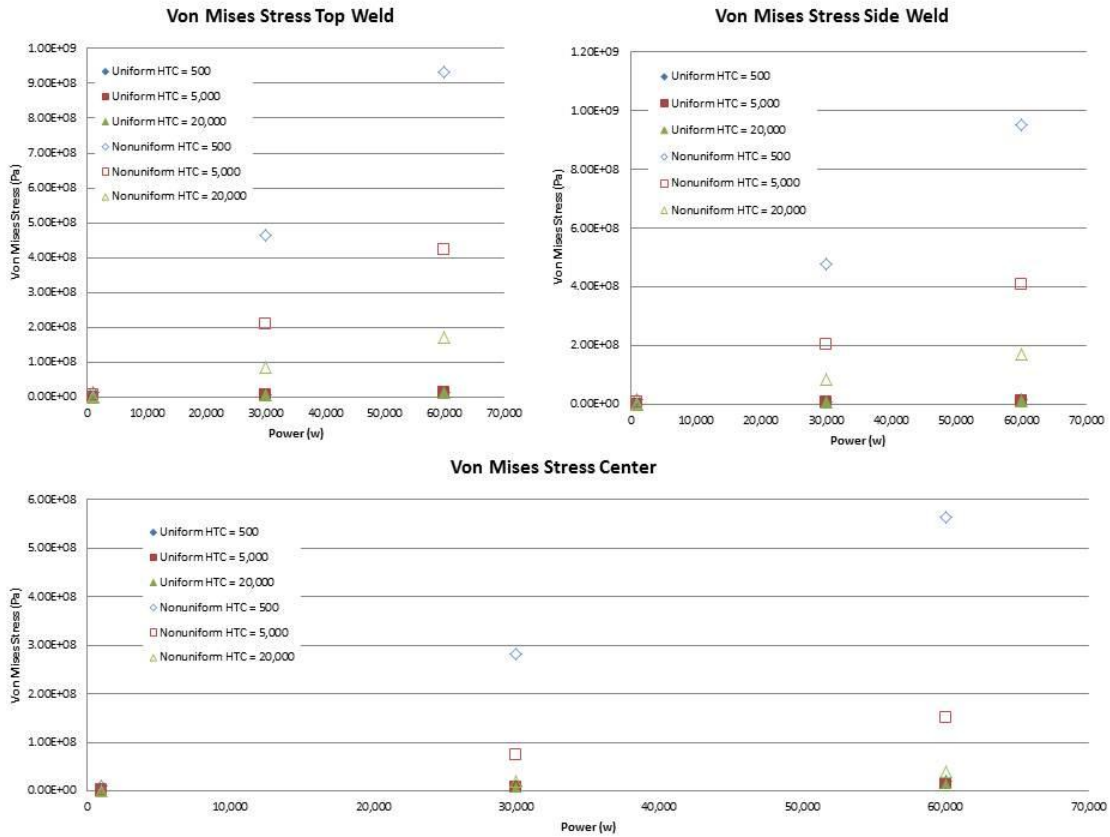 Von Mises Stress Top Weld
1.00E+09
9.00E+08
8.00E+08
7.00E+08
6.00E+08
5.00E+08
4.00E+08
3.00E+08
2.00E+08
1.00E+08
0.00E+00
Von Mises Stress (Pa)
Uniform HTC = 500
Uniform HTC = 5,000
Uniform HTC = 20,000
Nonuniform HTC = 500
Nonuniform HTC = 5,000
Nonuniform HTC = 20,000
0 10,000 20,000 30,000 40,000 50,000 60,000 70,000
Power (w)
Von Mises Stress Side Weld
1.20E+09
1.00E+09
8.00E+08
6.00E+08
4.00E+08
2.00E+08
0.00E+00
Von Mises Stress (Pa)
Uniform HTC = 500
Uniform HTC = 5,000
Uniform HTC = 20,000
Nonuniform HTC = 500
Nonuniform HTC = 5,000
Nonuniform HTC = 20,000
0 10,000 20,000 30,000 40,000 50,000 60,000 70,000
Power (w)
Von Mises Stress Center
6.00E+08
5.00E+08
4.00E+08
3.00E+08
2.00E+08
1.00E+08
0.00E+00
Von Mises Stress (Pa)
Uniform HTC = 500
Uniform HTC = 5,000
Uniform HTC = 20,000
Nonuniform HTC = 500
Nonuniform HTC = 5,000
Nonuniform HTC = 20,000
0 10,000 20,000 30,000 40,000 50,000 60,000 70,000
Power (w)